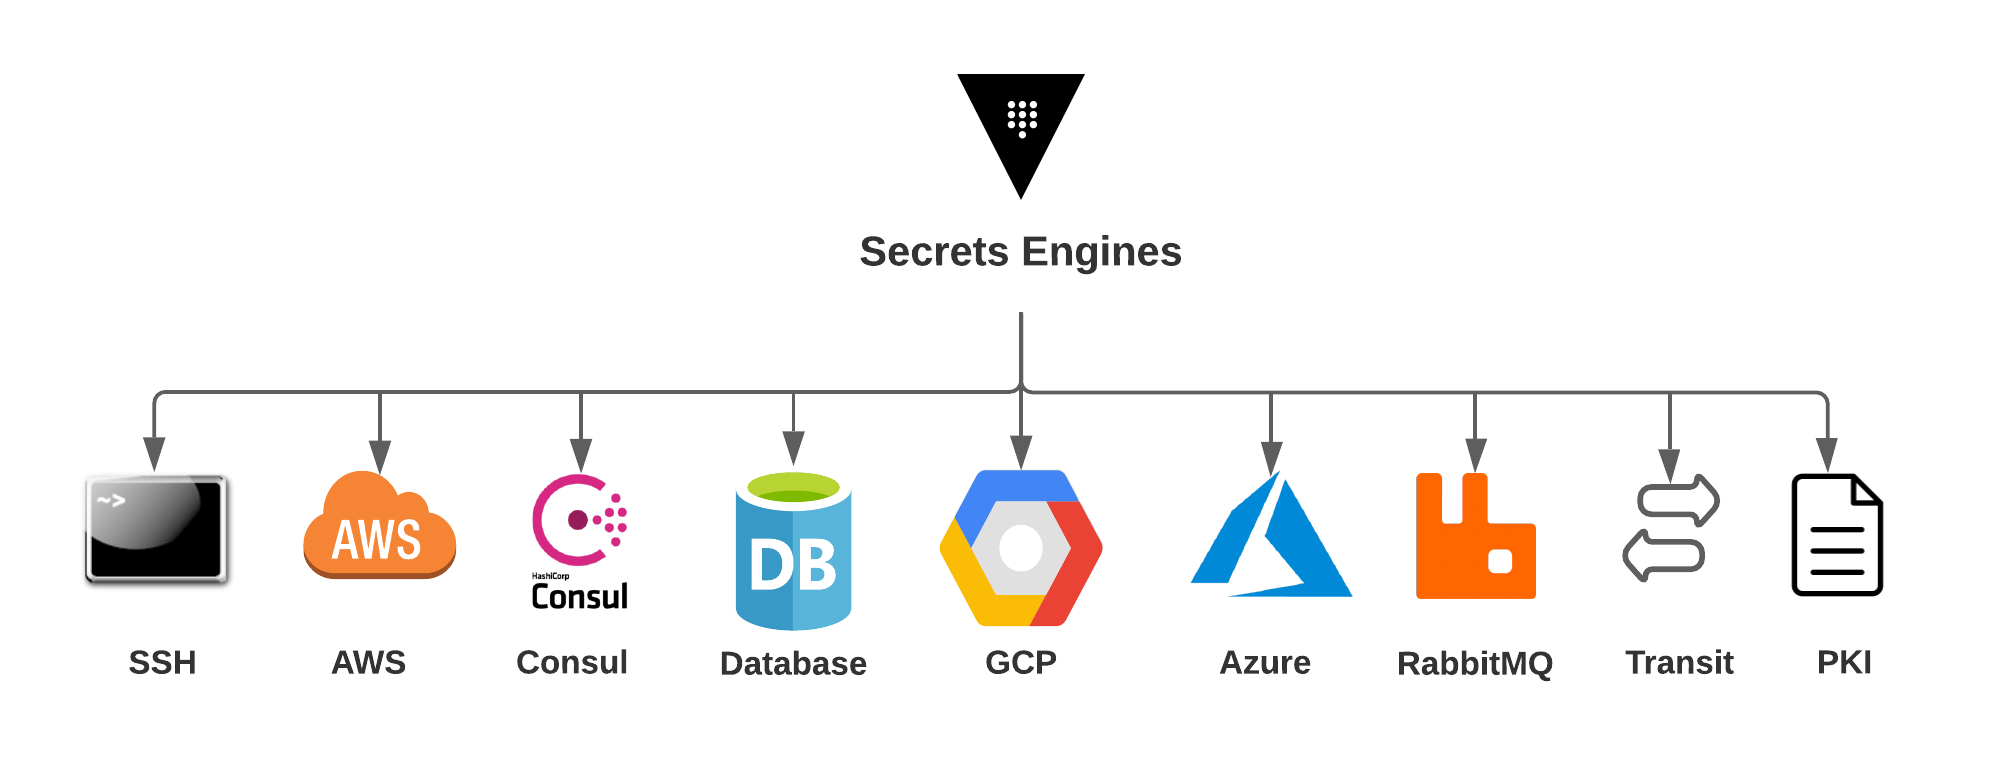 Secrets Engines
~>
AWS
HashiCorp
Consul
DB
SSH
AWS
Consul
Database
GCP
Azure
RabbitMQ
Transit
PKI